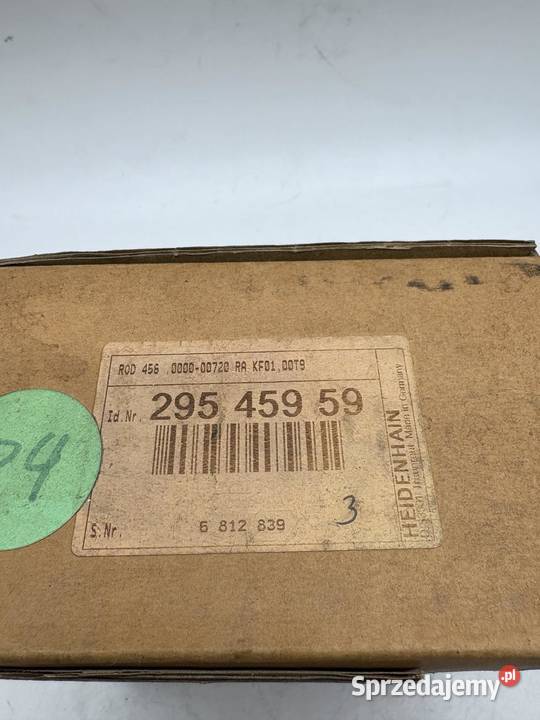 ROD 456 .0000-00720 RA KF01,00T9
Id.Nr. 295 459 59
S.Nr. 6 812 839
3
HEIDENHAIN
Made in Germany
04
Sprzedajemy.pl